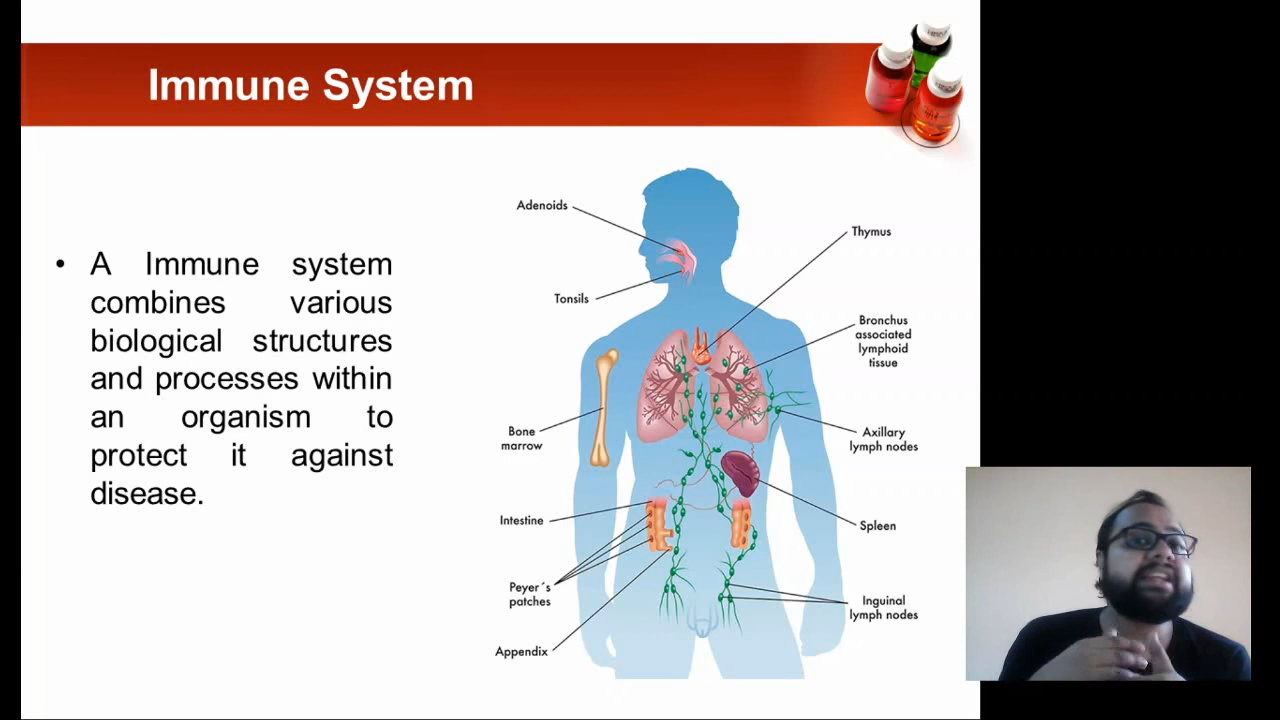 Immune System
• A Immune system
combines various
biological structures
and processes within
an organism to
protect it against
disease.
Adenoids
Tonsils
Thymus
Bronchus
associated
lymphoid
tissue
Bone
marrow
Axillary
lymph nodes
Intestine
Spleen
Peyer´s
patches
Inguinal
lymph nodes
Appendix